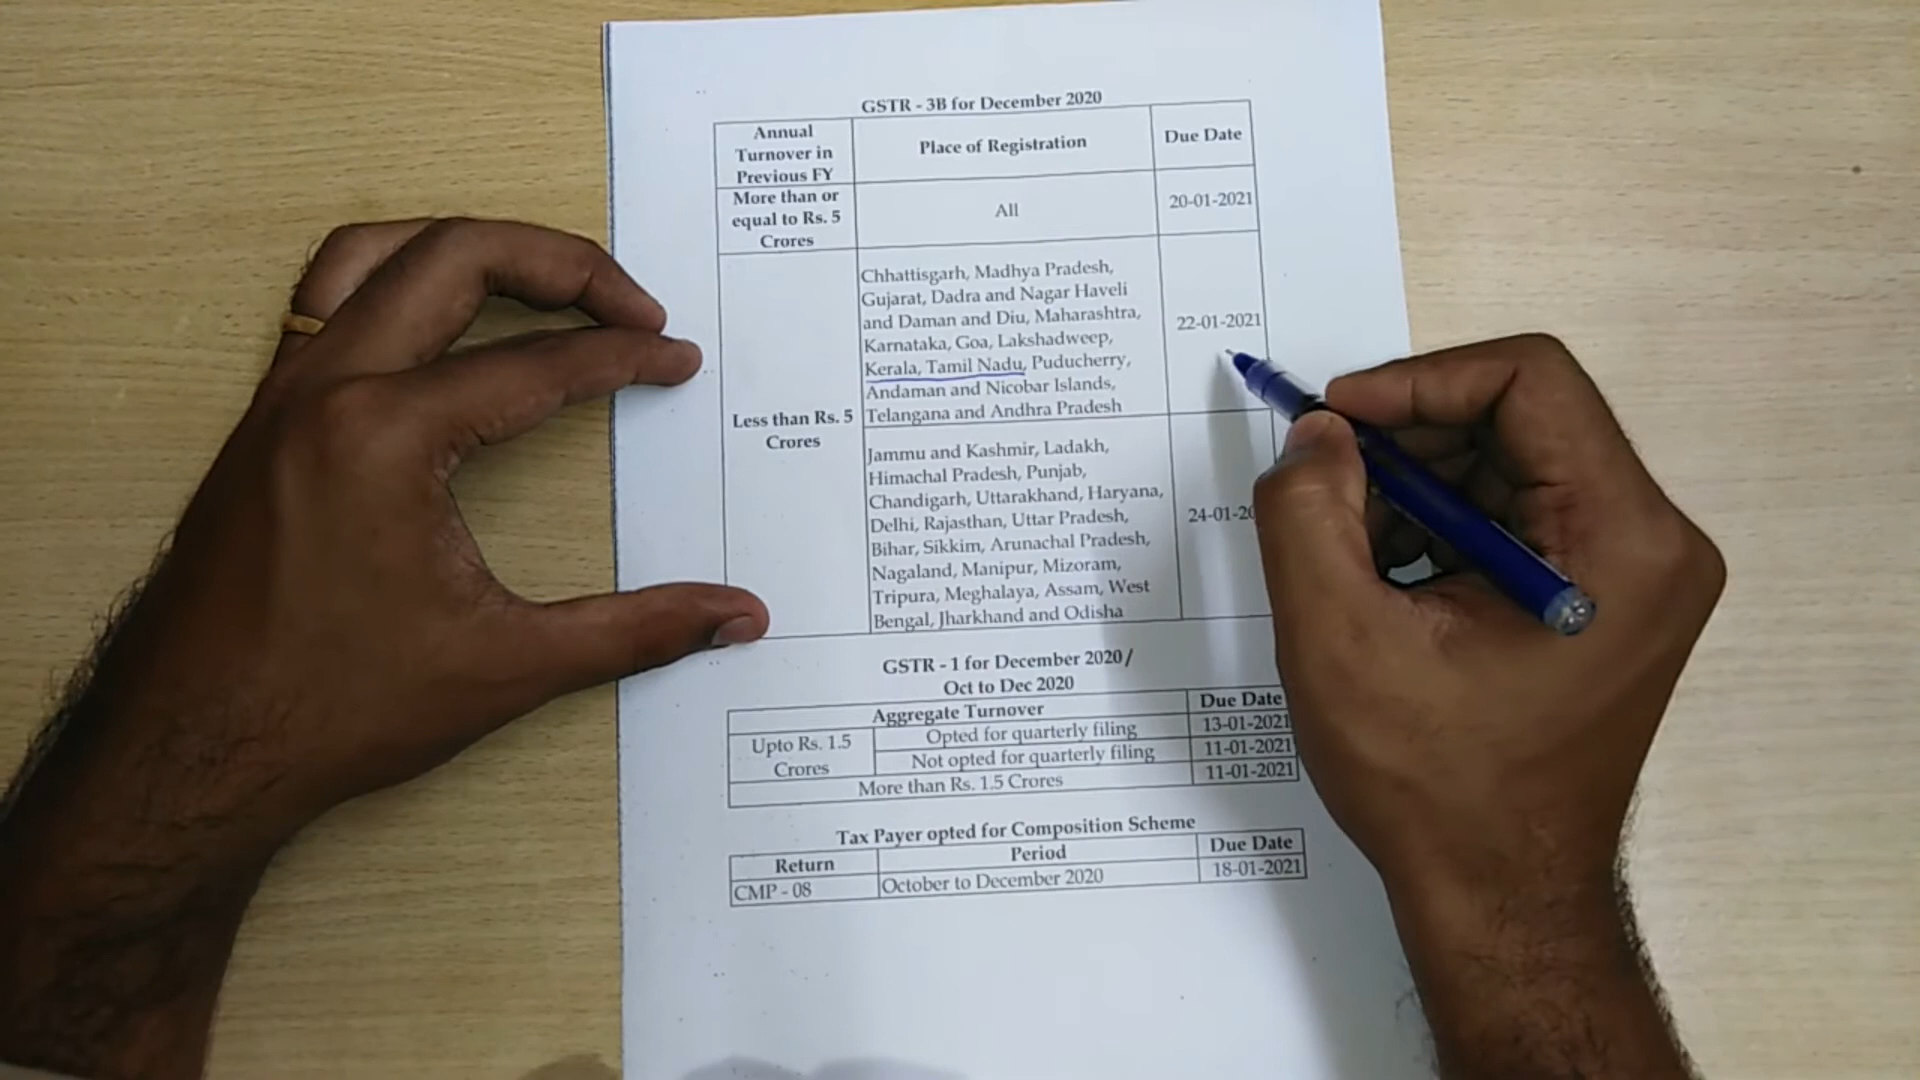 GSTR - 3B for December 2020
Annual
Turnover in
Previous FY
Place of Registration
Due Date
More than or
equal to Rs. 5
Crores
All
20-01-2021
Less than Rs. 5
Crores
Chhattisgarh, Madhya Pradesh,
Gujarat, Dadra and Nagar Haveli
and Daman and Diu, Maharashtra,
Karnataka, Goa, Lakshadweep,
Kerala, Tamil Nadu, Puducherry,
Andaman and Nicobar Islands,
Telangana and Andhra Pradesh
22-01-2021
Jammu and Kashmir, Ladakh,
Himachal Pradesh, Punjab,
Chandigarh, Uttarakhand, Haryana,
Delhi, Rajasthan, Uttar Pradesh,
Bihar, Sikkim, Arunachal Pradesh,
Nagaland, Manipur, Mizoram,
Tripura, Meghalaya, Assam, West
Bengal, Jharkhand and Odisha
24-01-20
GSTR - 1 for December 2020/
Oct to Dec 2020
Aggregate Turnover
Due Date
Upto Rs. 1.5
Crores
Opted for quarterly filing
13-01-2021
Not opted for quarterly filing
11-01-2021
More than Rs. 1.5 Crores
11-01-2021
Tax Payer opted for Composition Scheme
Return
Period
Due Date
CMP - 08
October to December 2020
18-01-2021